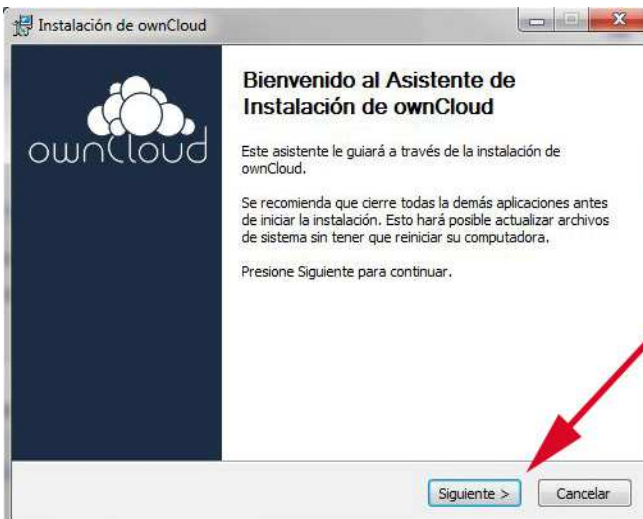 Instalación de ownCloud
ownCloud
Bienvenido al Asistente de
Instalación de ownCloud
Este asistente le guiará a través de la instalación de
ownCloud.
Se recomienda que cierre todas la demás aplicaciones antes
de iniciar la instalación. Esto hará posible actualizar archivos
de sistema sin tener que reiniciar su computadora.
Presione Siguiente para continuar.
Siguiente >
Cancelar